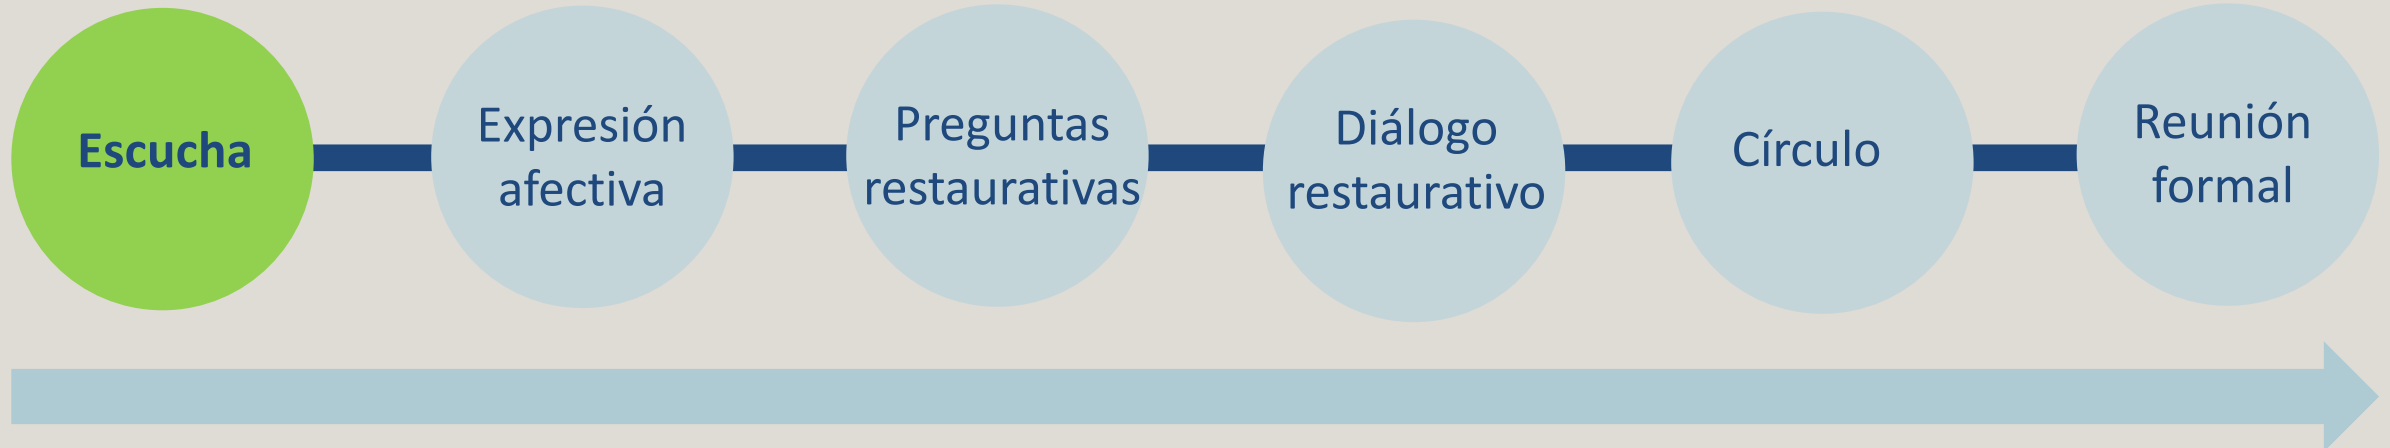 Escucha
Expresión
afectiva
Preguntas
restaurativas
Diálogo
restaurativo
Círculo
Reunión
formal